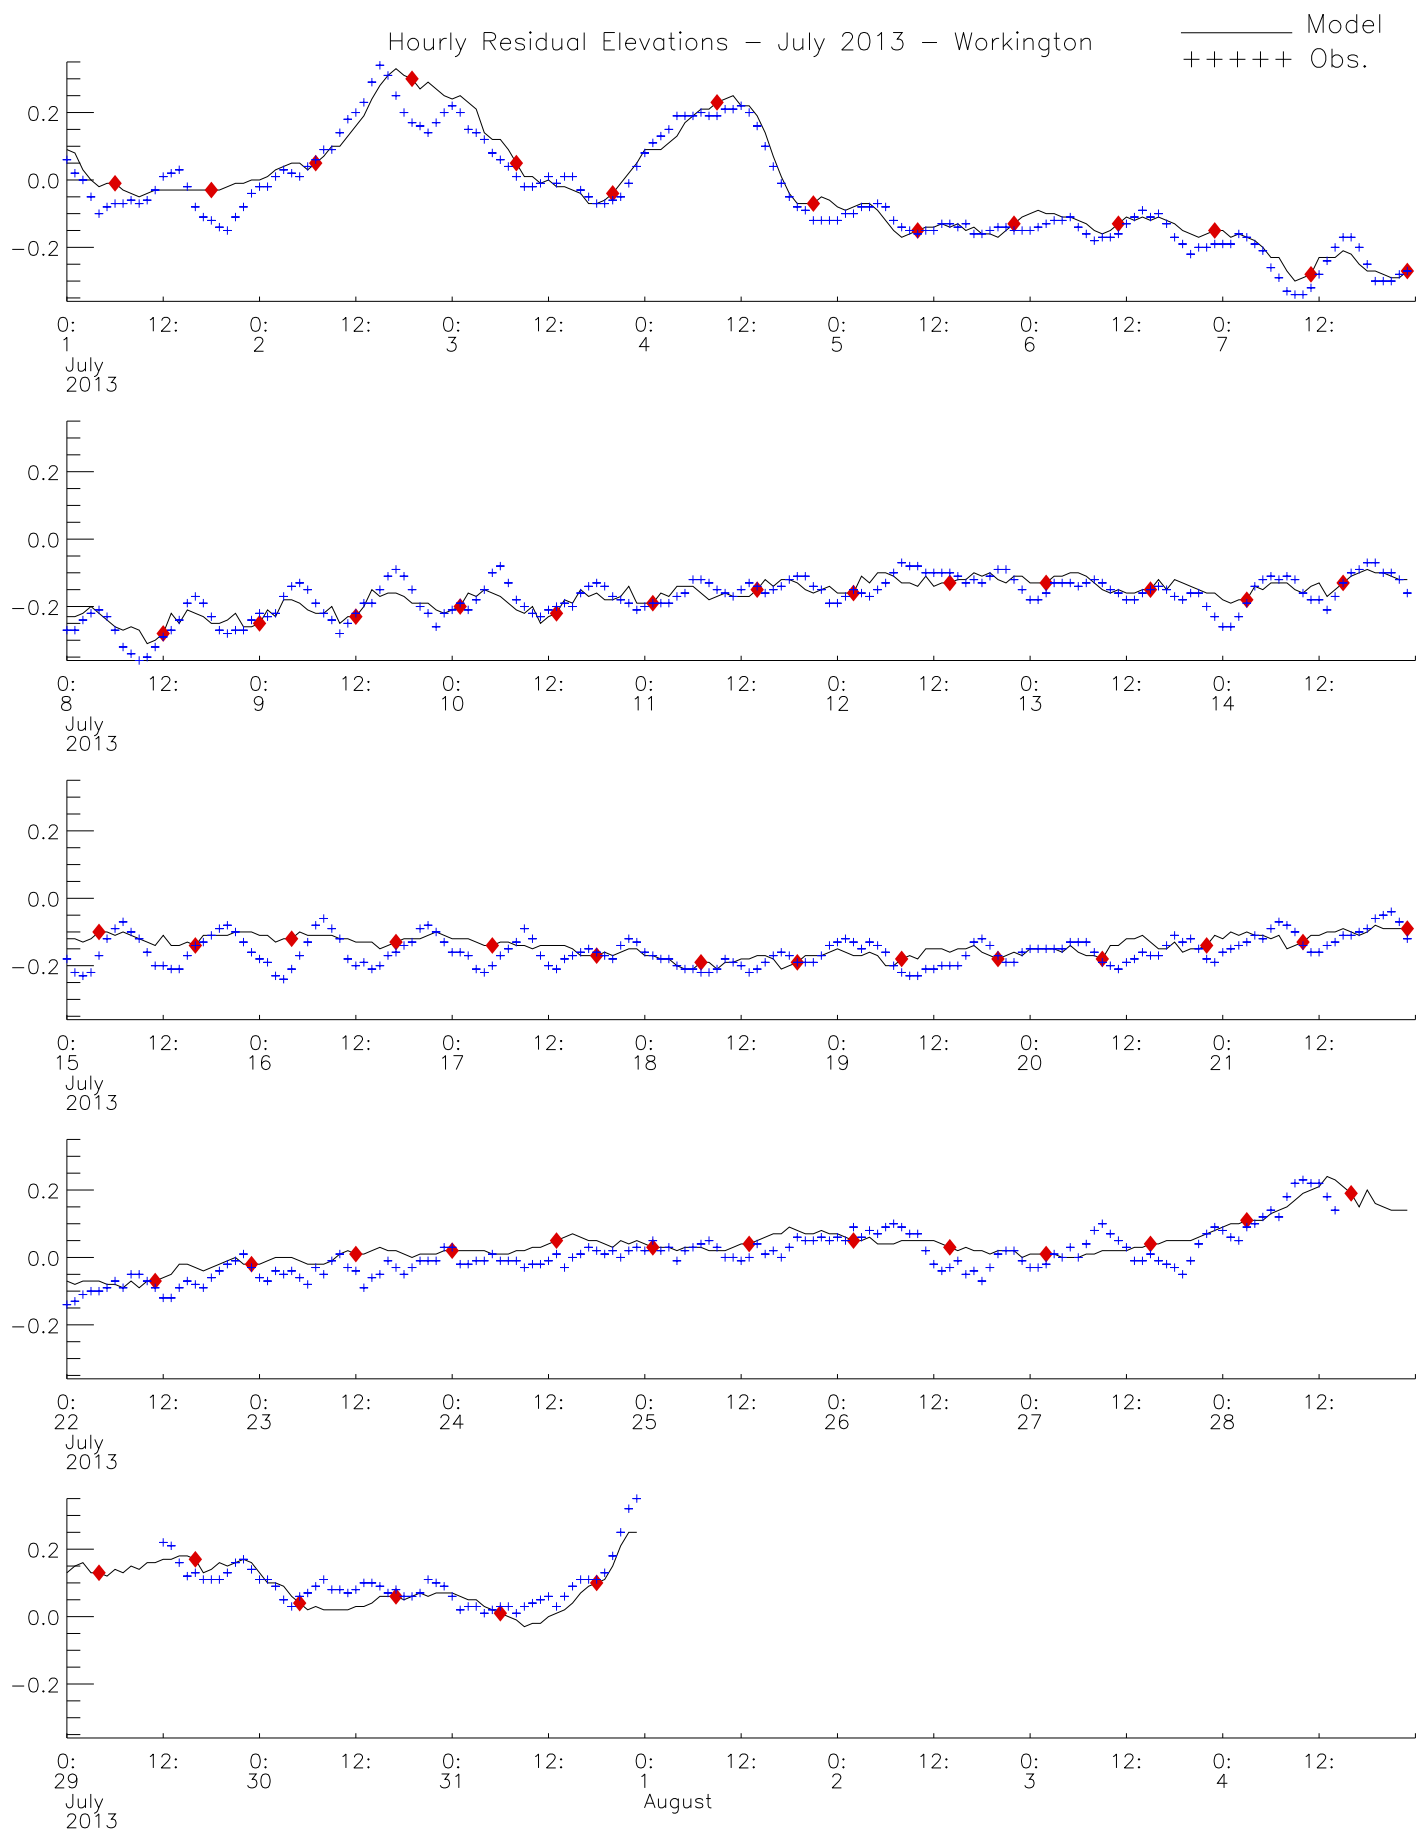 Hourly Residual Elevations − July 2013 − Workington
Model
+++++ Obs.
0.2
0.0
−0.2
0: 12: 0: 12: 0: 12: 0: 12: 0: 12: 0: 12: 0: 12:
1 2 3 4 5 6 7
July
2013
0.2
0.0
−0.2
0: 12: 0: 12: 0: 12: 0: 12: 0: 12: 0: 12: 0: 12:
8 9 10 11 12 13 14
July
2013
0.2
0.0
−0.2
0: 12: 0: 12: 0: 12: 0: 12: 0: 12: 0: 12: 0: 12:
15 16 17 18 19 20 21
July
2013
0.2
0.0
−0.2
0: 12: 0: 12: 0: 12: 0: 12: 0: 12: 0: 12: 0: 12:
22 23 24 25 26 27 28
July
2013
0.2
0.0
−0.2
0: 12: 0: 12: 0: 12: 0: 12: 0: 12: 0: 12: 0: 12:
29 30 31 1 2 3 4
July August
2013